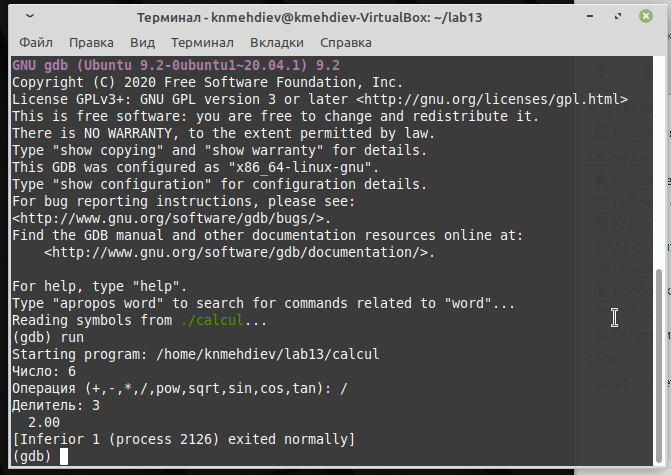 Терминал - knmehdiev@kmehdiev-VirtualBox: ~/lab13
Файл Правка Вид Терминал Вкладки Справка
GNU gdb (Ubuntu 9.2-0ubuntu1~20.04.1) 9.2
Copyright (C) 2020 Free Software Foundation, Inc.
License GPLv3+: GNU GPL version 3 or later <http://gnu.org/licenses/gpl.html>
This is free software: you are free to change and redistribute it.
There is NO WARRANTY, to the extent permitted by law.
Type "show copying" and "show warranty" for details.
This GDB was configured as "x86_64-linux-gnu".
Type "show configuration" for configuration details.
For bug reporting instructions, please see:
<http://www.gnu.org/software/gdb/bugs/>.
Find the GDB manual and other documentation resources online at:
    <http://www.gnu.org/software/gdb/documentation/>.
For help, type "help".
Type "apropos word" to search for commands related to "word"...
Reading symbols from ./calcul...
(gdb) run
Starting program: /home/knmehdiev/lab13/calcul
Число: 6
Операция (+,-,*,/,pow,sqrt,sin,cos,tan): /
Делитель: 3
  2.00
[Inferior 1 (process 2126) exited normally]
(gdb)